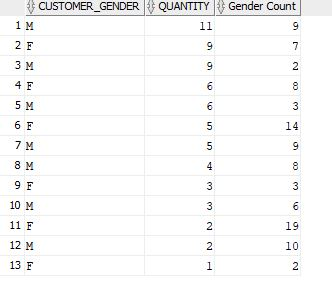 CUSTOMER_GENDER QUANTITY Gender Count
1 M 11 9
2 F 9 7
3 M 9 2
4 F 6 8
5 M 6 3
6 F 5 14
7 M 5 9
8 M 4 8
9 F 3 3
10 M 3 6
11 F 2 19
12 M 2 10
13 F 1 2